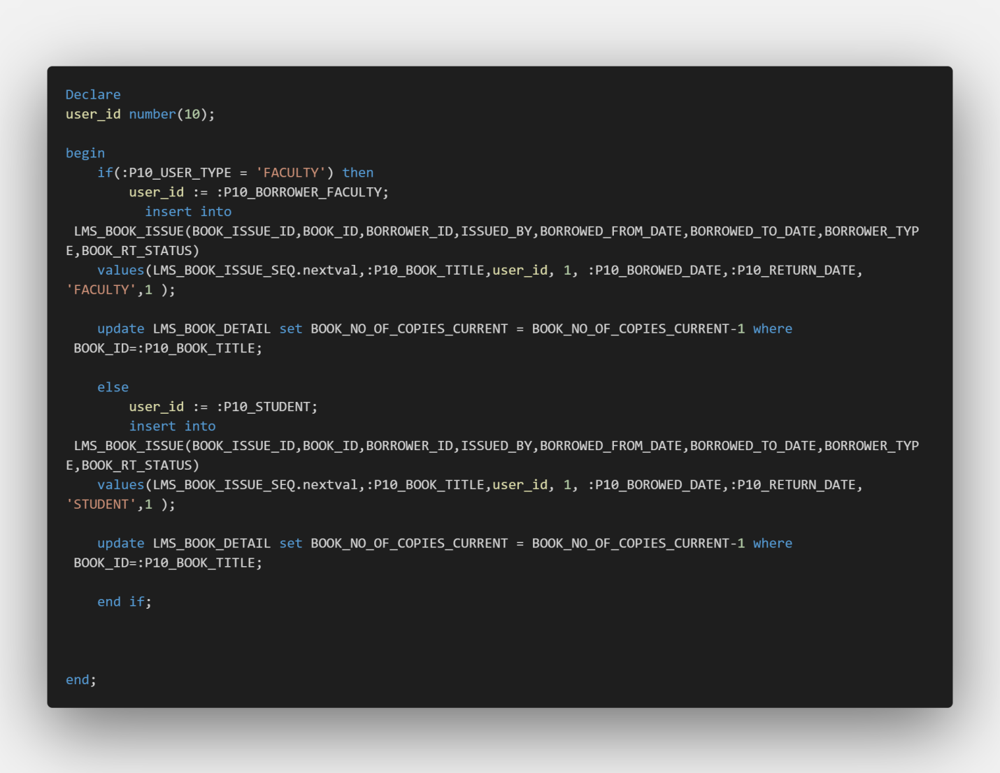 Declare
user_id number(10);
begin
if(:P10_USER_TYPE = 'FACULTY') then
user_id := :P10_BORROWER_FACULTY;
insert into
LMS_BOOK_ISSUE(BOOK_ISSUE_ID,BOOK_ID,BORROWER_ID,ISSUED_BY,BORROWED_FROM_DATE,BORROWED_TO_DATE,BORROWER_TYP
E,BOOK_RT_STATUS)
values(LMS_BOOK_ISSUE_SEQ.nextval,:P10_BOOK_TITLE,user_id, 1, :P10_BOROWED_DATE,:P10_RETURN_DATE,
'FACULTY',1 );
update LMS_BOOK_DETAIL set BOOK_NO_OF_COPIES_CURRENT = BOOK_NO_OF_COPIES_CURRENT-1 where
BOOK_ID=:P10_BOOK_TITLE;
else
user_id := :P10_STUDENT;
insert into
LMS_BOOK_ISSUE(BOOK_ISSUE_ID,BOOK_ID,BORROWER_ID,ISSUED_BY,BORROWED_FROM_DATE,BORROWED_TO_DATE,BORROWER_TYP
E,BOOK_RT_STATUS)
values(LMS_BOOK_ISSUE_SEQ.nextval,:P10_BOOK_TITLE,user_id, 1, :P10_BOROWED_DATE,:P10_RETURN_DATE,
'STUDENT',1 );
update LMS_BOOK_DETAIL set BOOK_NO_OF_COPIES_CURRENT = BOOK_NO_OF_COPIES_CURRENT-1 where
BOOK_ID=:P10_BOOK_TITLE;
end if;
end;